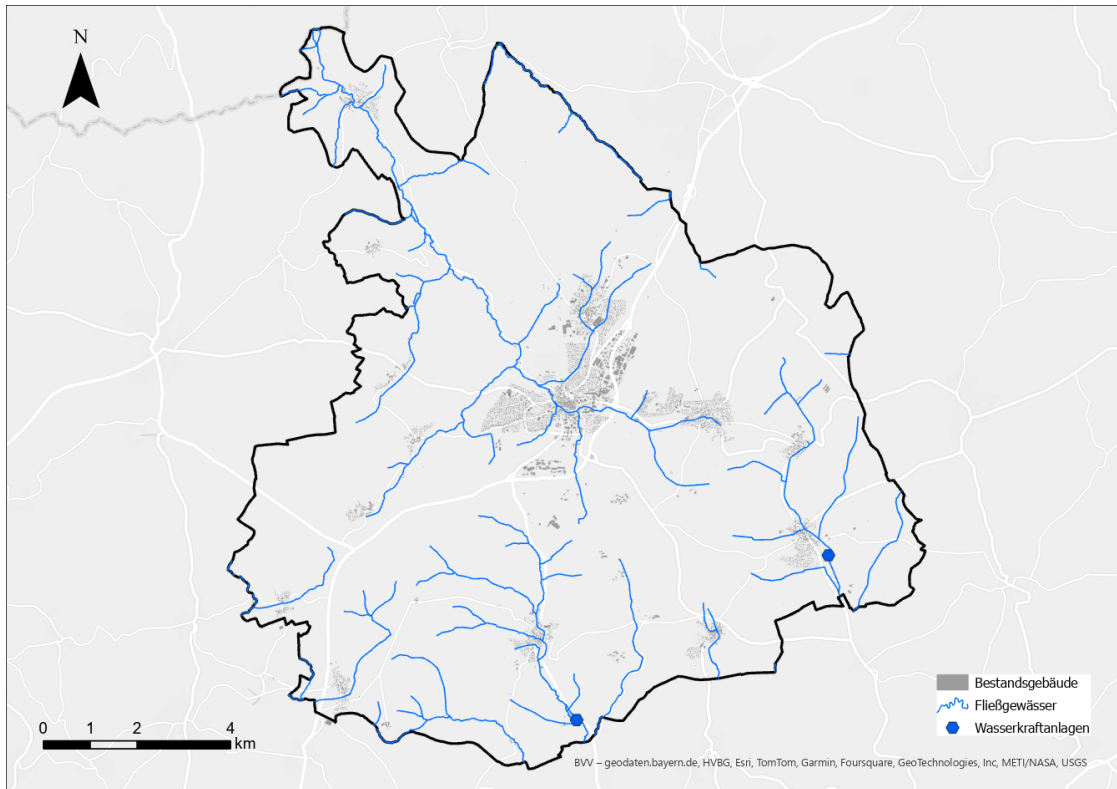 N
Bestandsgebäude
Fließgewässer
Wasserkraftanlagen
0 1 2 4
km
BVV – geodaten.bayern.de, HVBG, Esri, TomTom, Garmin, Foursquare, GeoTechnologies, Inc, METI/NASA, USGS